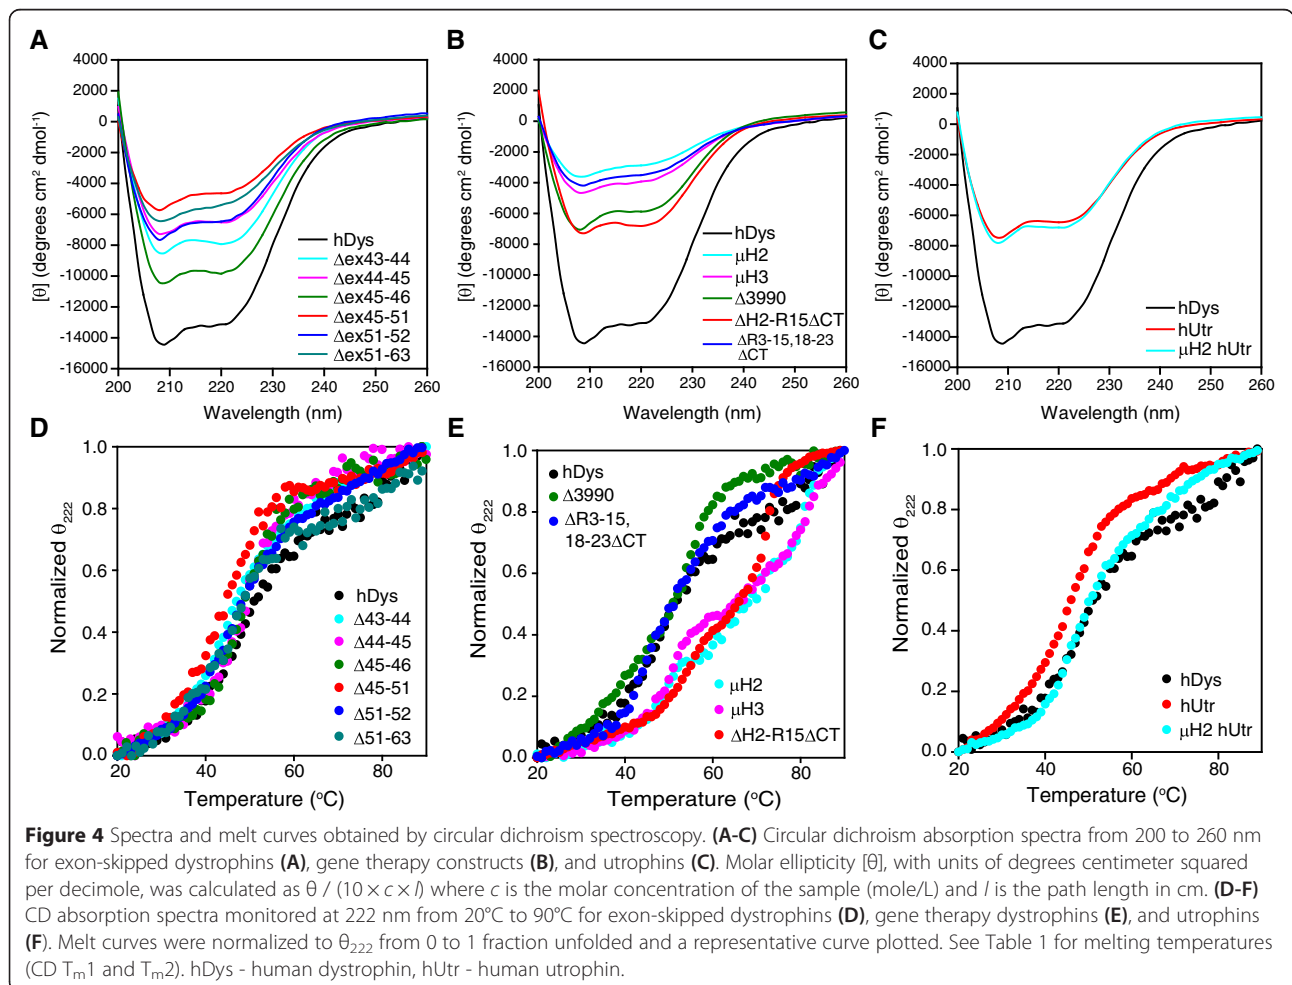 A
B
C
4000
2000
0
-2000
-4000
-6000
-8000
-10000
-12000
-14000
-16000
[θ] (degrees cm² dmol⁻¹)
hDys
Δex43-44
Δex44-45
Δex45-46
Δex45-51
Δex51-52
Δex51-63
200
210
220
230
240
250
260
Wavelength (nm)
4000
2000
0
-2000
-4000
-6000
-8000
-10000
-12000
-14000
-16000
[θ] (degrees cm² dmol⁻¹)
hDys
μH2
μH3
Δ3990
ΔH2-R15ΔCT
ΔR3-15,18-23
ΔCT
200
210
220
230
240
250
260
Wavelength (nm)
4000
2000
0
-2000
-4000
-6000
-8000
-10000
-12000
-14000
-16000
[θ] (degrees cm² dmol⁻¹)
hDys
hUtr
μH2 hUtr
200
210
220
230
240
250
260
Wavelength (nm)
D
E
F
1.0
0.8
0.6
0.4
0.2
0.0
Normalized θ₂₂₂
hDys
Δ43-44
Δ44-45
Δ45-46
Δ45-51
Δ51-52
Δ51-63
20
40
60
80
Temperature (°C)
1.0
0.8
0.6
0.4
0.2
0.0
Normalized θ₂₂₂
hDys
Δ3990
ΔR3-15,
18-23ΔCT
μH2
μH3
ΔH2-R15ΔCT
20
40
60
80
Temperature (°C)
1.0
0.8
0.6
0.4
0.2
0.0
Normalized θ₂₂₂
hDys
hUtr
μH2 hUtr
20
40
60
80
Temperature (°C)
Figure 4 Spectra and melt curves obtained by circular dichroism spectroscopy. (A-C) Circular dichroism absorption spectra from 200 to 260 nm
for exon-skipped dystrophins (A), gene therapy constructs (B), and utrophins (C). Molar ellipticity [θ], with units of degrees centimeter squared
per decimole, was calculated as θ / (10 × c × l) where c is the molar concentration of the sample (mole/L) and l is the path length in cm. (D-F)
CD absorption spectra monitored at 222 nm from 20°C to 90°C for exon-skipped dystrophins (D), gene therapy dystrophins (E), and utrophins
(F). Melt curves were normalized to θ₂₂₂ from 0 to 1 fraction unfolded and a representative curve plotted. See Table 1 for melting temperatures
(CD Tₘ1 and Tₘ2). hDys - human dystrophin, hUtr - human utrophin.